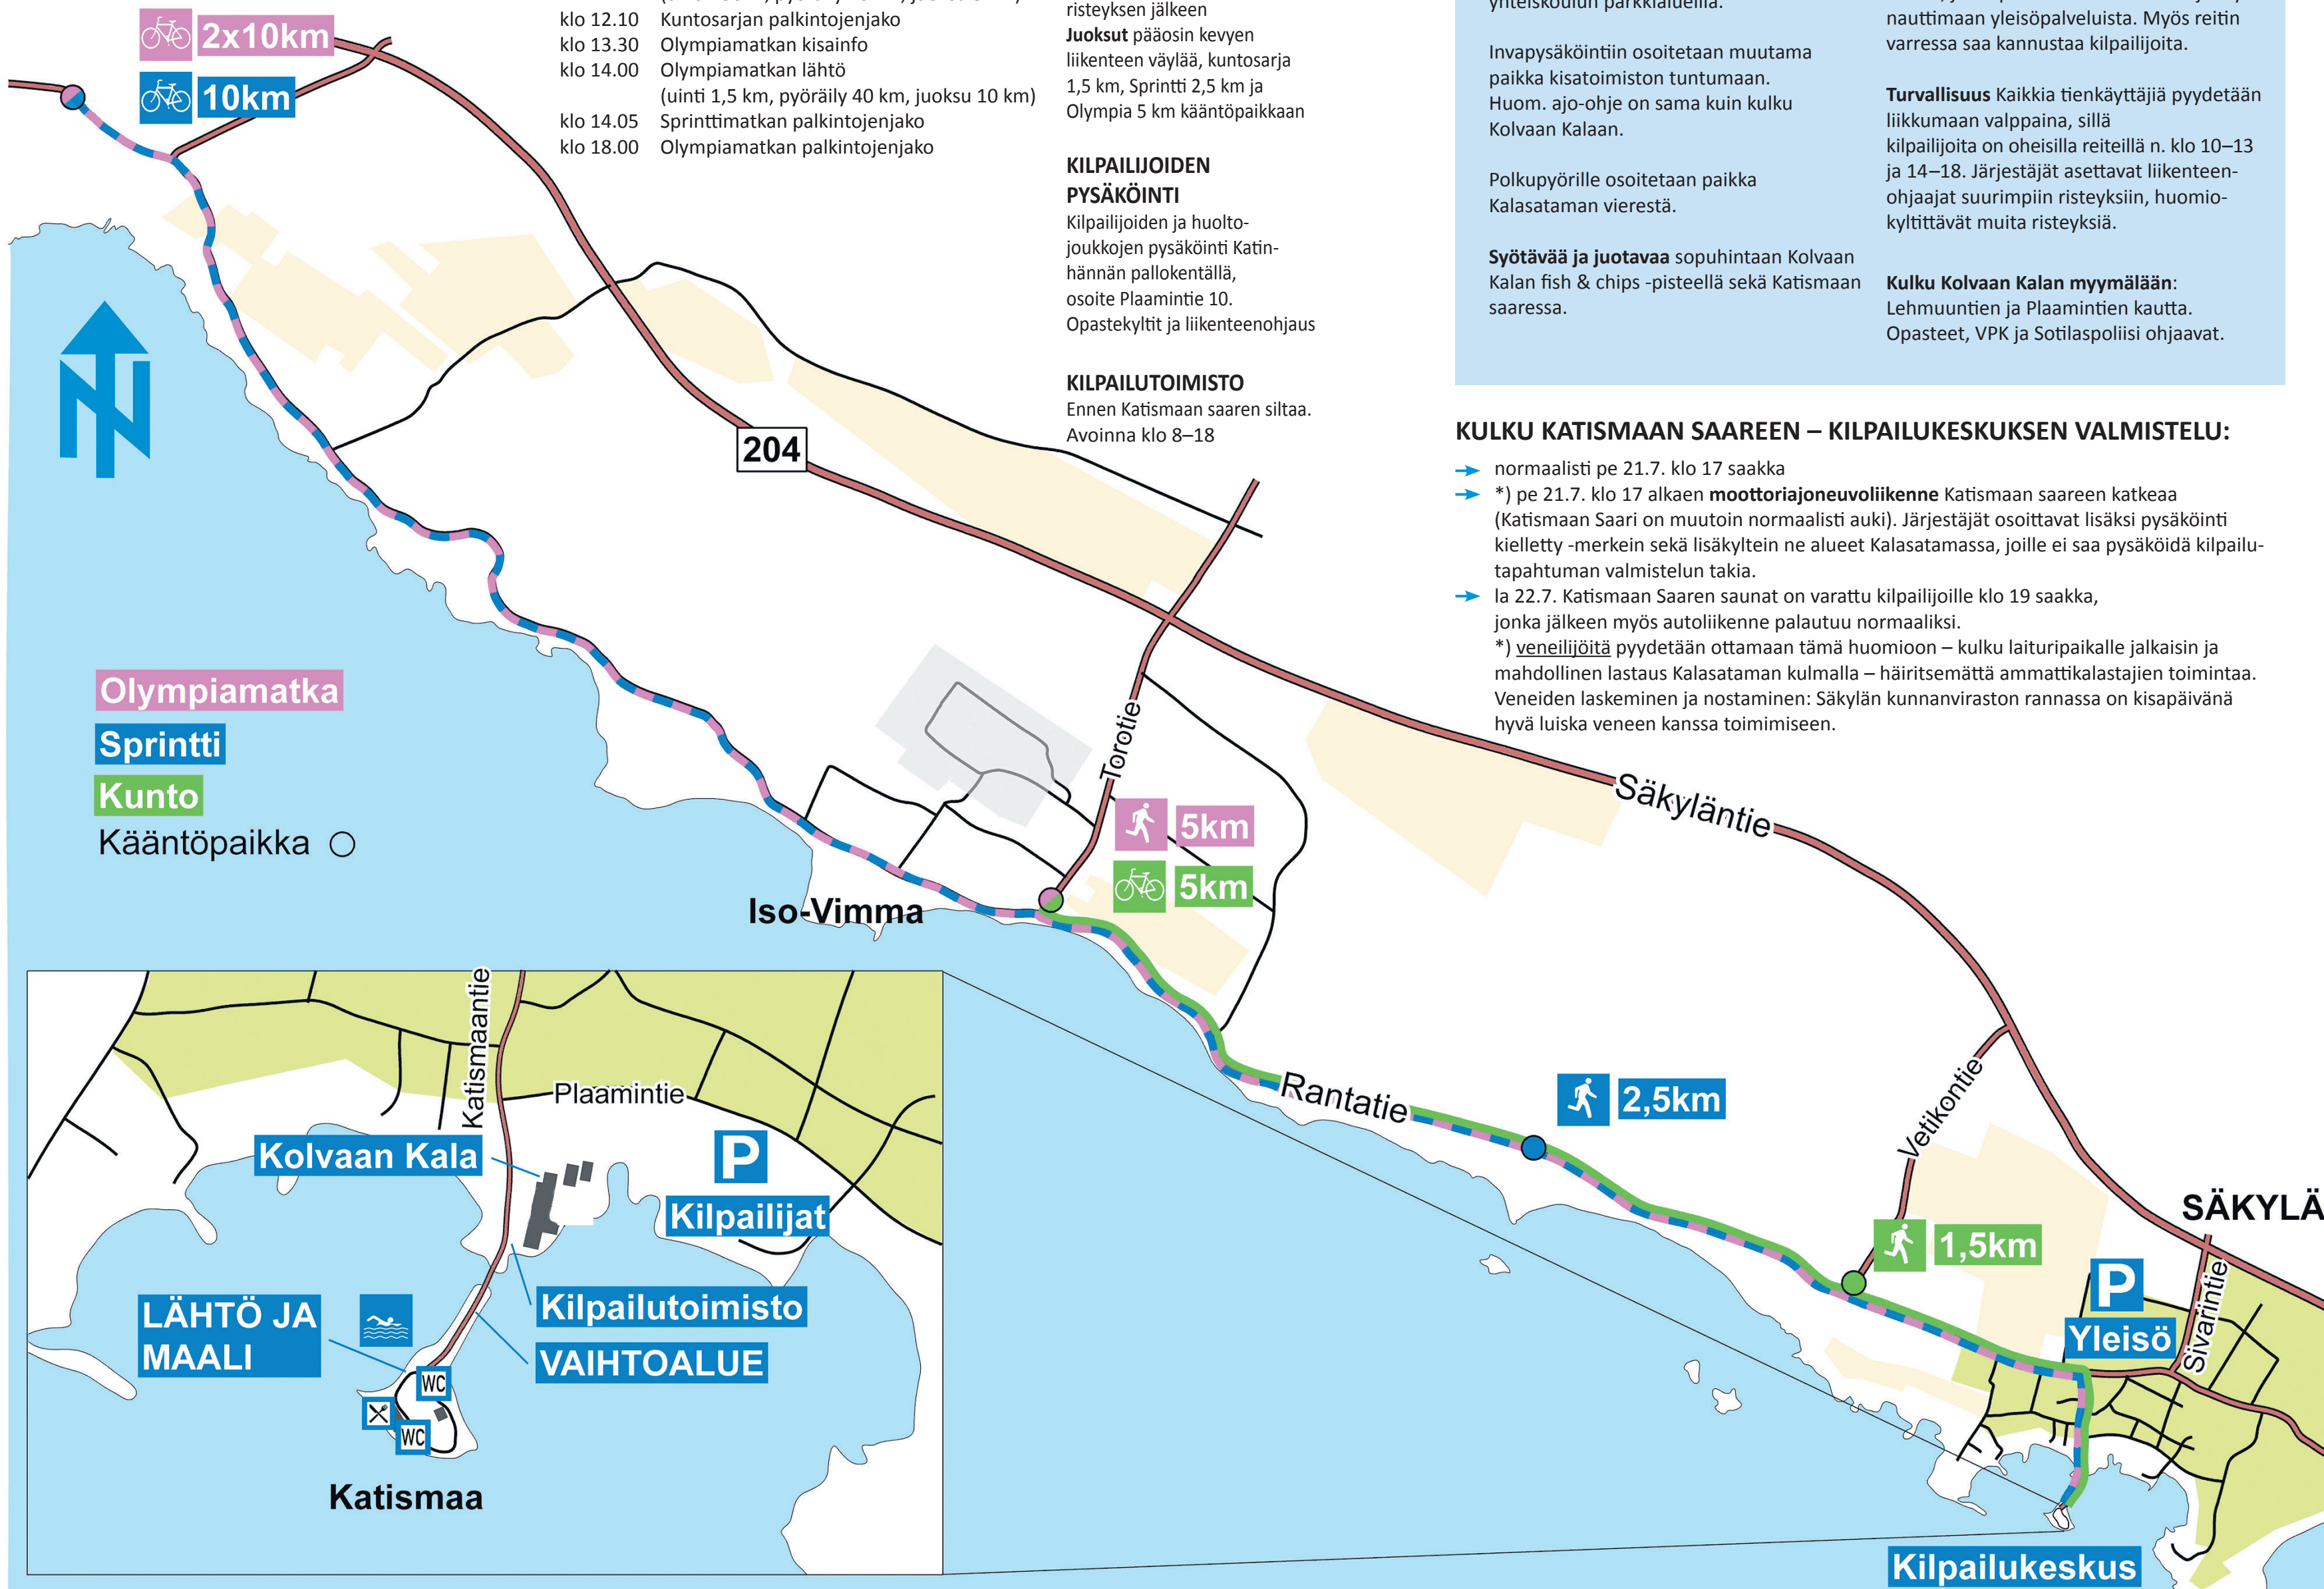 klo 12.10 Kuntosarjan palkintojenjako
klo 13.30 Olympiamatkan kisainfo
klo 14.00 Olympiamatkan lähtö
(uinti 1,5 km, pyöräily 40 km, juoksu 10 km)
klo 14.05 Sprinttimatkan palkintojenjako
klo 18.00 Olympiamatkan palkintojenjako
risteyksen jälkeen
Juoksut pääosin kevyen
liikenteen väylää, kuntosarja
1,5 km, Sprintti 2,5 km ja
Olympia 5 km kääntöpaikkaan
KILPAILIJOIDEN
PYSÄKÖINTI
Kilpailijoiden ja huolto-
joukkojen pysäköinti Katin-
hännän pallokentällä,
osoite Plaamintie 10.
Opastekyltit ja liikenteenohjaus
KILPAILUTOIMISTO
Ennen Katismaan saaren siltaa.
Avoinna klo 8–18
yhteiskoulun parkkialueilla.
Invapysäköintiin osoitetaan muutama
paikka kisatoimiston tuntumaan.
Huom. ajo-ohje on sama kuin kulku
Kolvaan Kalaan.
Polkupyörille osoitetaan paikka
Kalasataman vierestä.
Syötävää ja juotavaa sopuhintaan Kolvaan
Kalan fish & chips -pisteellä sekä Katismaan
saaressa.
nauttimaan yleisöpalveluista. Myös reitin
varressa saa kannustaa kilpailijoita.
Turvallisuus Kaikkia tienkäyttäjiä pyydetään
liikkumaan valppaina, sillä
kilpailijoita on oheisilla reiteillä n. klo 10–13
ja 14–18. Järjestäjät asettavat liikenteen-
ohjaajat suurimpiin risteyksiin, huomio-
kyltittävät muita risteyksiä.
Kulku Kolvaan Kalan myymälään:
Lehmuuntien ja Plaamintien kautta.
Opasteet, VPK ja Sotilaspoliisi ohjaavat.
KULKU KATISMAAN SAAREEN – KILPAILUKESKUKSEN VALMISTELU:
normaalisti pe 21.7. klo 17 saakka
*) pe 21.7. klo 17 alkaen moottoriajoneuvoliikenne Katismaan saareen katkeaa
(Katismaan Saari on muutoin normaalisti auki). Järjestäjät osoittavat lisäksi pysäköinti
kielletty -merkein sekä lisäkyltein ne alueet Kalasatamassa, joille ei saa pysäköidä kilpailu-
tapahtuman valmistelun takia.
la 22.7. Katismaan Saaren saunat on varattu kilpailijoille klo 19 saakka,
jonka jälkeen myös autoliikenne palautuu normaaliksi.
*) veneilijöitä pyydetään ottamaan tämä huomioon – kulku laituripaikalle jalkaisin ja
mahdollinen lastaus Kalasataman kulmalla – häiritsemättä ammattikalastajien toimintaa.
Veneiden laskeminen ja nostaminen: Säkylän kunnanviraston rannassa on kisapäivänä
hyvä luiska veneen kanssa toimimiseen.
2x10km
10km
N
204
Olympiamatka
Sprintti
Kunto
Kääntöpaikka
Torotie
Säkyläntie
5km
5km
Iso-Vimma
Rantatie
2,5km
Vetikontie
1,5km
SÄKYLÄ
P
Yleisö
Sivarintie
Kilpailukeskus
Katismaantie
Plaamintie
Kolvaan Kala
P
Kilpailijat
Kilpailutoimisto
LÄHTÖ JA
MAALI
VAIHTOALUE
WC
WC
Katismaa